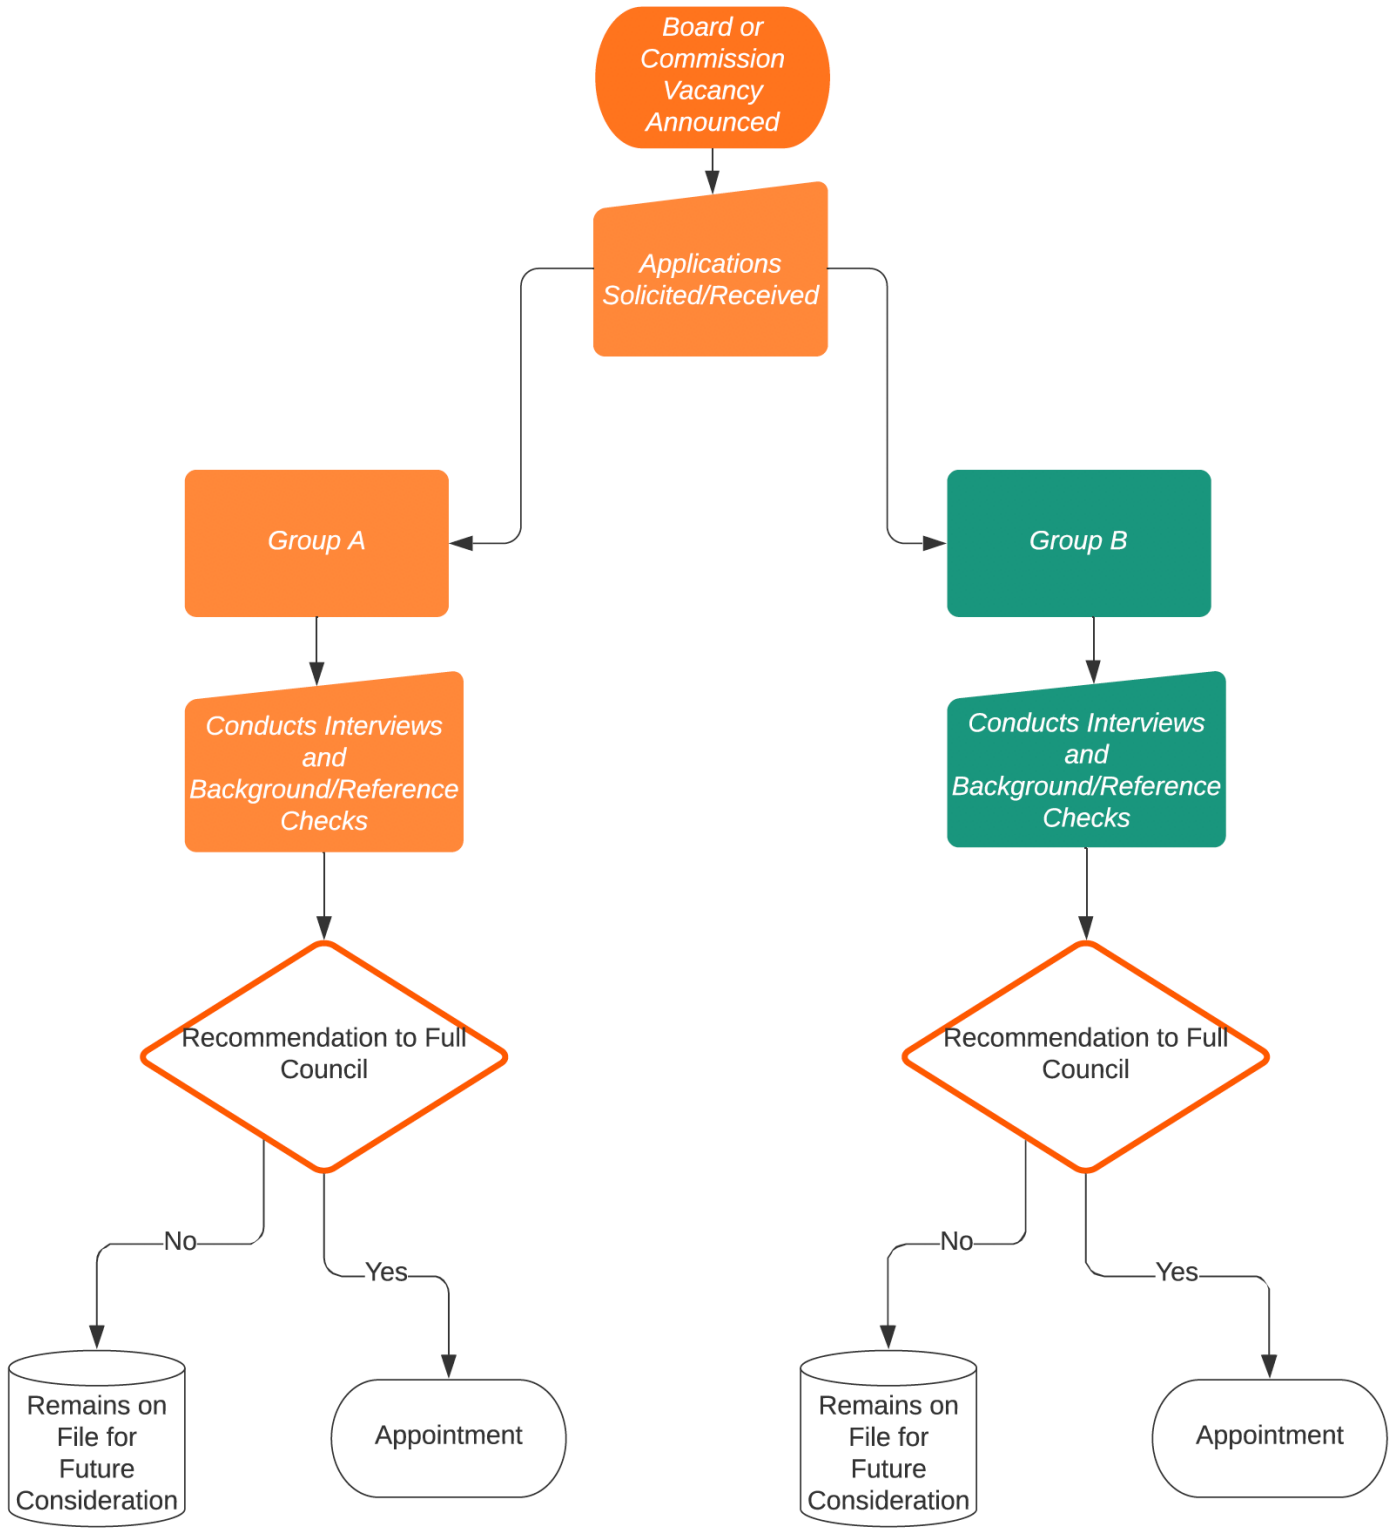 Board or
Commission
Vacancy
Announced
Applications
Solicited/Received
Group A
Group B
Conducts Interviews
and
Background/Reference
Checks
Conducts Interviews
and
Background/Reference
Checks
Recommendation to Full
Council
Recommendation to Full
Council
No
Yes
No
Yes
Remains on
File for
Future
Consideration
Appointment
Remains on
File for
Future
Consideration
Appointment